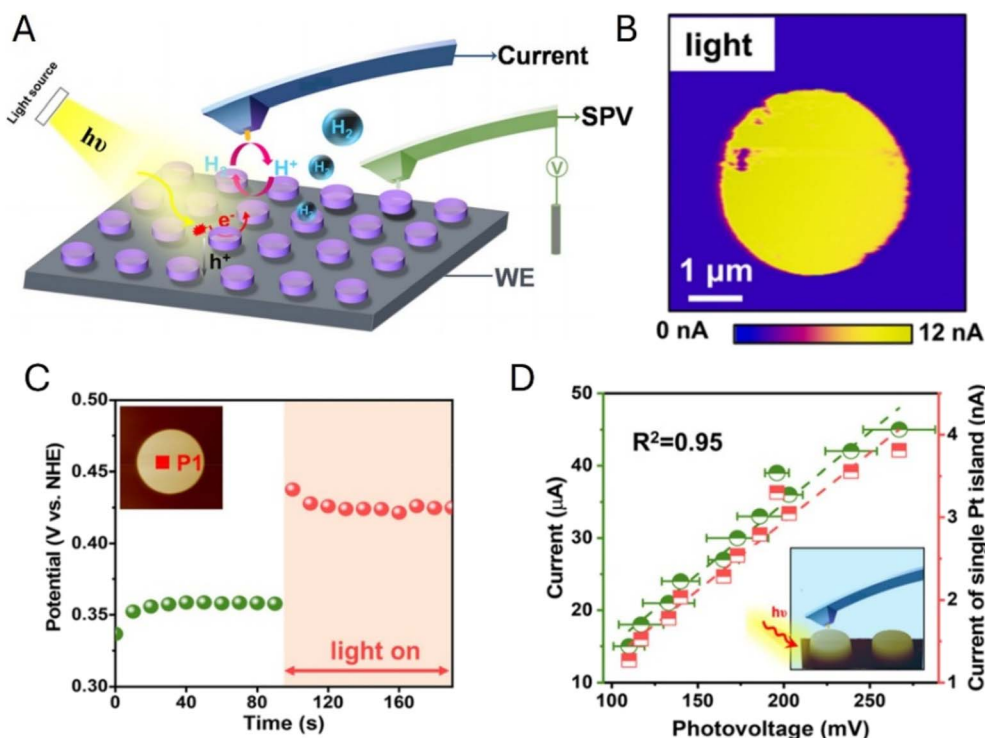 A
Light source
hυ
Current
H₂
SPV
H₂
H⁺
H₂
V
H₂
e⁻
h⁺
WE
B
light
1 µm
0 nA
12 nA
C
0.50
0.45
0.40
0.35
0.30
Potential (V vs. NHE)
P1
light on
0
40
80
120
160
Time (s)
D
50
40
30
20
10
Current (µA)
R²=0.95
hυ
4
3
2
1
Current of single Pt island (nA)
100
150
200
250
Photovoltage (mV)